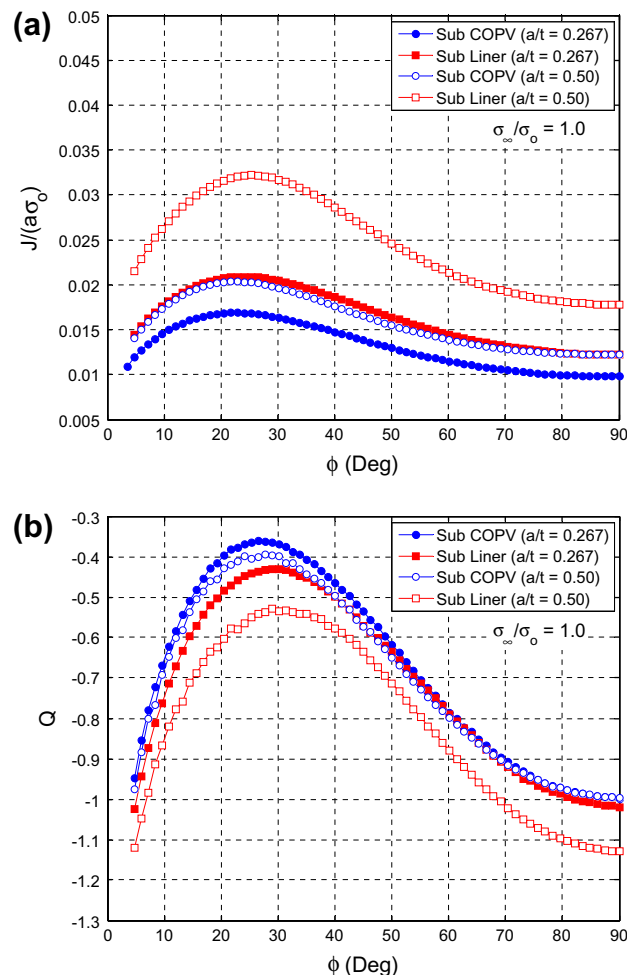 (a)
0.05
0.045
0.04
0.035
0.03
0.025
0.02
0.015
0.01
0.005
J/(aσo)
Sub COPV (a/t = 0.267)
Sub Liner (a/t = 0.267)
Sub COPV (a/t = 0.50)
Sub Liner (a/t = 0.50)
σ∞/σo = 1.0
0 10 20 30 40 50 60 70 80 90
ϕ (Deg)
(b)
-0.3
-0.4
-0.5
-0.6
-0.7
-0.8
-0.9
-1
-1.1
-1.2
-1.3
Q
Sub COPV (a/t = 0.267)
Sub Liner (a/t = 0.267)
Sub COPV (a/t = 0.50)
Sub Liner (a/t = 0.50)
σ∞/σo = 1.0
0 10 20 30 40 50 60 70 80 90
ϕ (Deg)